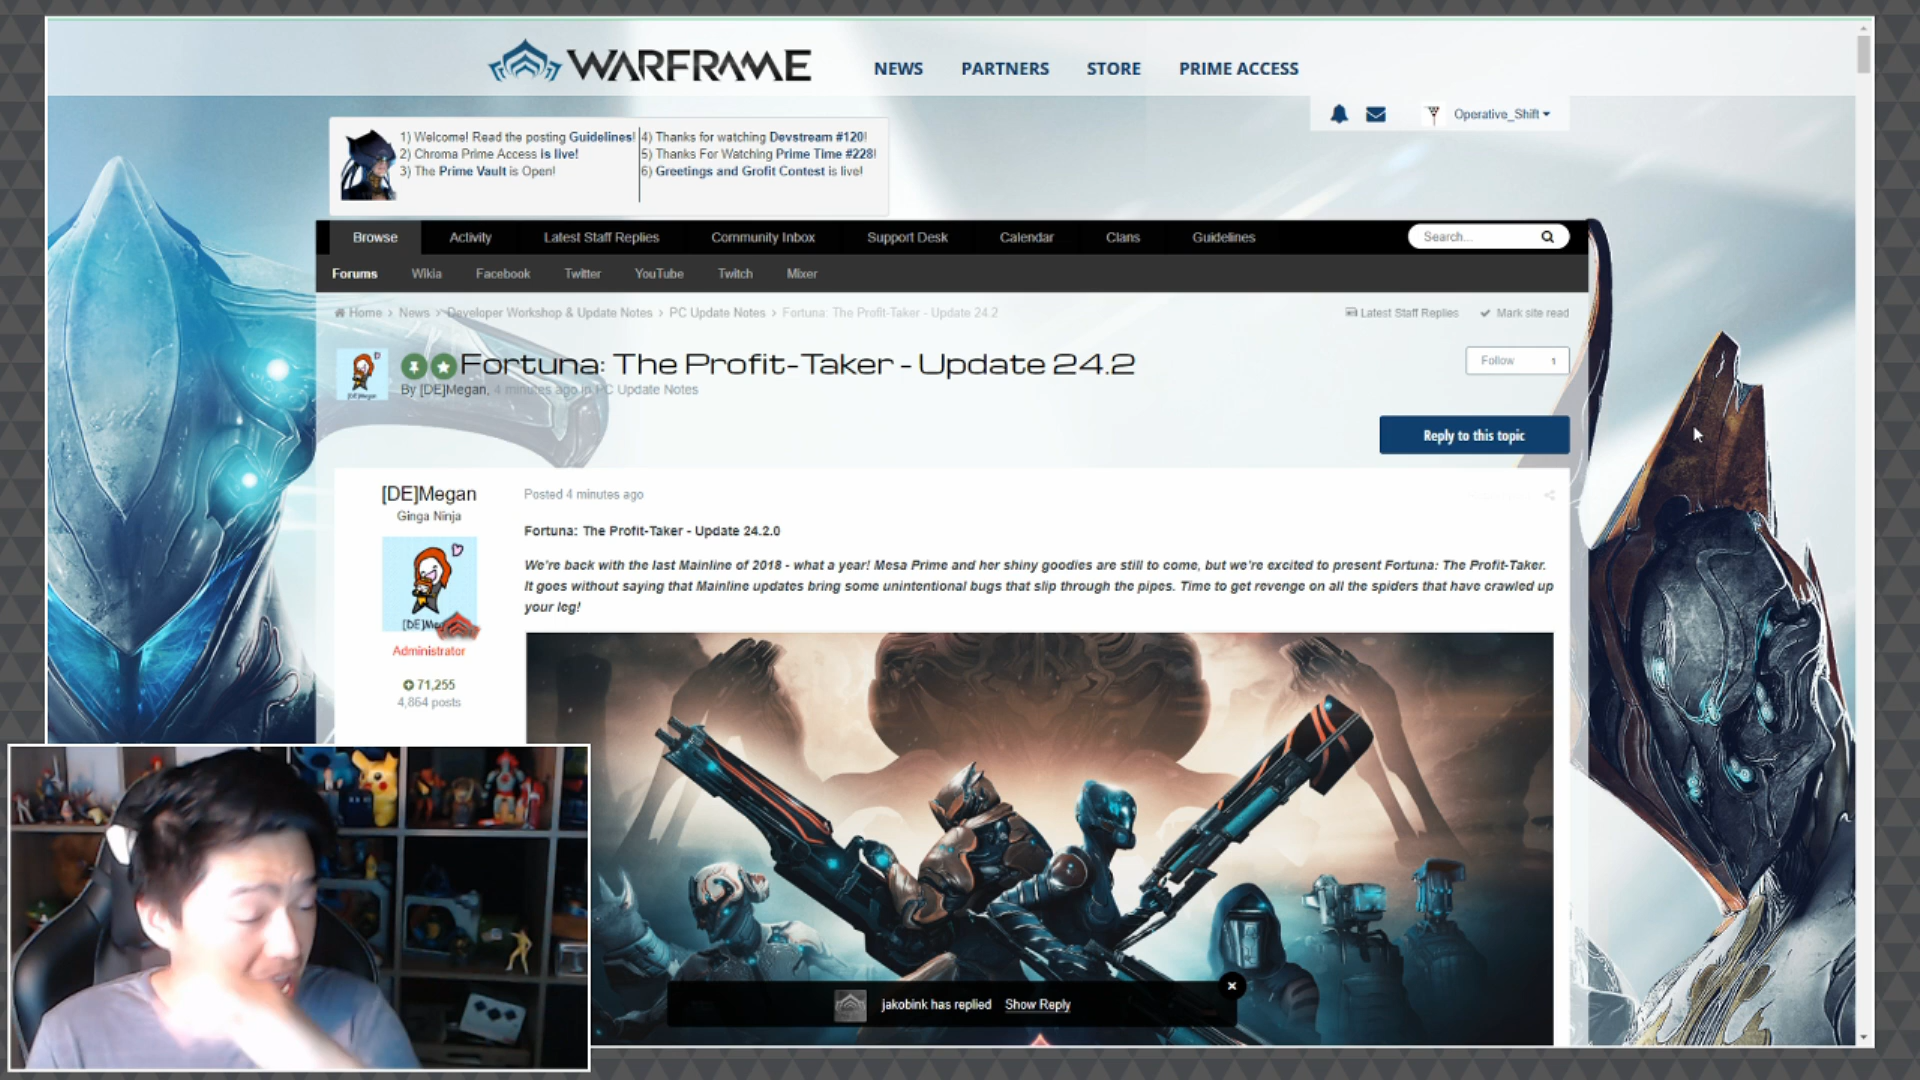 WARFRAME
NEWS PARTNERS STORE PRIME ACCESS
Operative_Shift
1) Welcome! Read the posting Guidelines!
2) Chroma Prime Access is live!
3) The Prime Vault is Open!
4) Thanks for watching Devstream #120!
5) Thanks For Watching Prime Time #228!
6) Greetings and Grofit Contest is live!
Browse Activity Latest Staff Replies Community Inbox Support Desk Calendar Clans Guidelines Search...
Forums Wikia Facebook Twitter YouTube Twitch Mixer
Home > News > Developer Workshop & Update Notes > PC Update Notes > Fortuna: The Profit-Taker - Update 24.2
Latest Staff Replies Mark site read
Fortuna: The Profit-Taker - Update 24.2
By [DE]Megan, 4 minutes ago in PC Update Notes
Follow 1
Reply to this topic
[DE]Megan
Ginga Ninja
Administrator
71,255
4,864 posts
Posted 4 minutes ago
Fortuna: The Profit-Taker - Update 24.2.0
We're back with the last Mainline of 2018 - what a year! Mesa Prime and her shiny goodies are still to come, but we're excited to present Fortuna: The Profit-Taker.
It goes without saying that Mainline updates bring some unintentional bugs that slip through the pipes. Time to get revenge on all the spiders that have crawled up
your leg!
jakobink has replied Show Reply